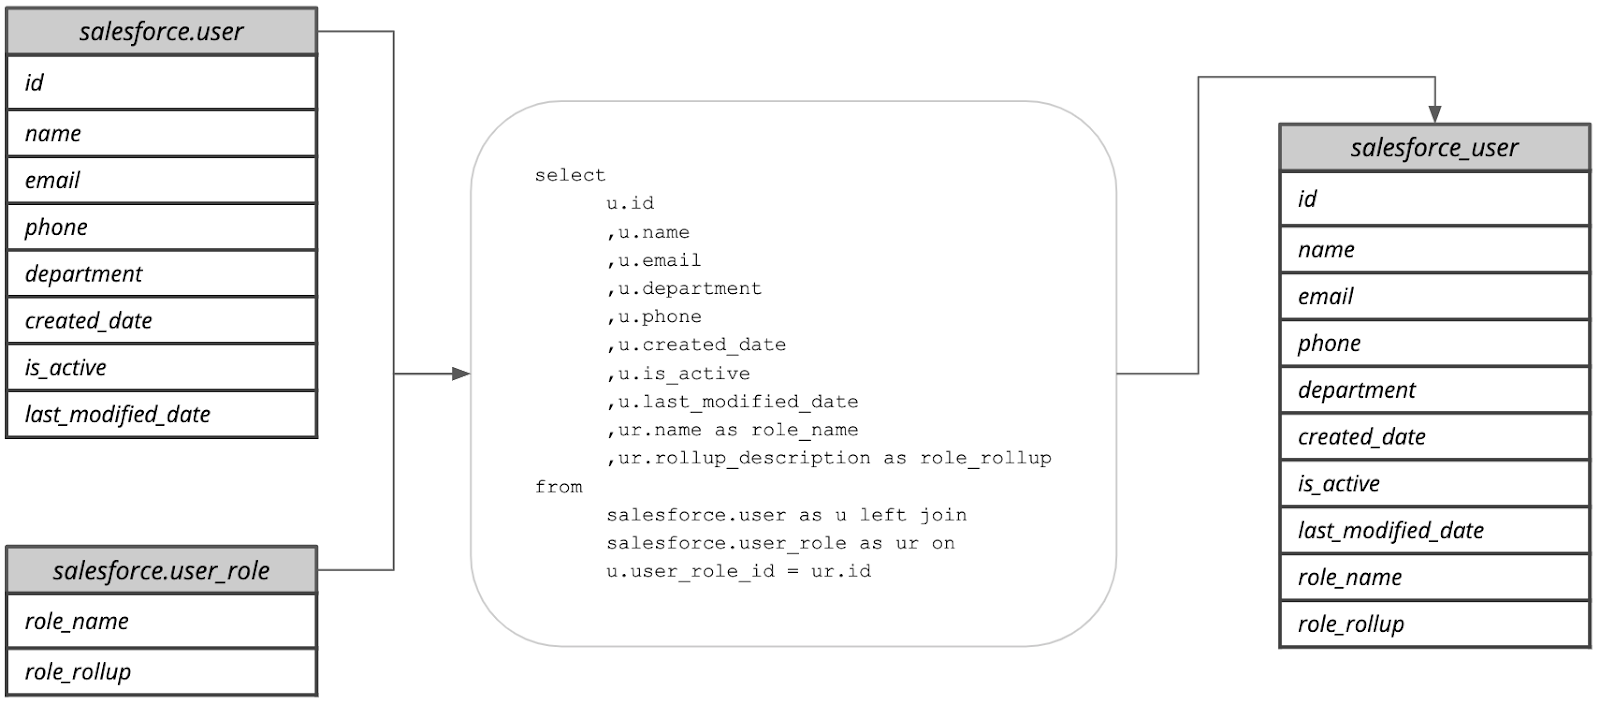 salesforce.user
id
name
email
phone
department
created_date
is_active
last_modified_date
salesforce.user_role
role_name
role_rollup
select
u.id
,u.name
,u.email
,u.department
,u.phone
,u.created_date
,u.is_active
,u.last_modified_date
,ur.name as role_name
,ur.rollup_description as role_rollup
from
salesforce.user as u left join
salesforce.user_role as ur on
u.user_role_id = ur.id
salesforce_user
id
name
email
phone
department
created_date
is_active
last_modified_date
role_name
role_rollup